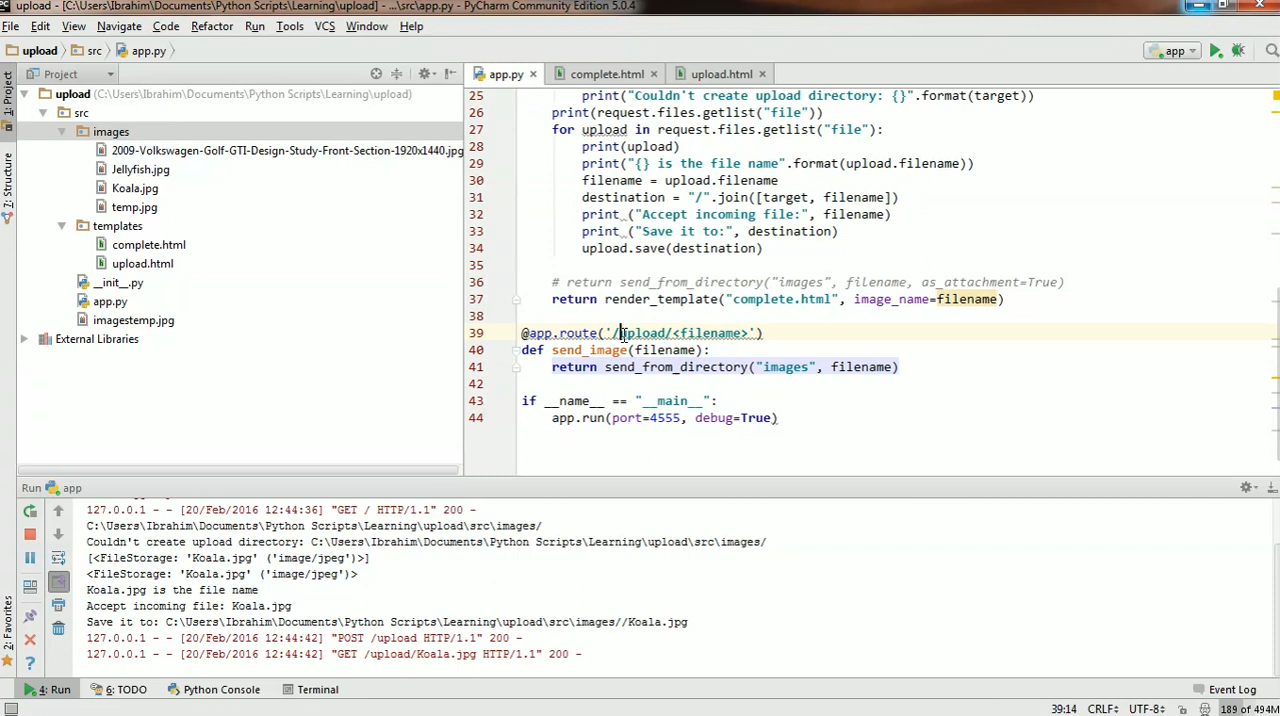 upload - [C:\Users\Ibrahim\Documents\Python Scripts\Learning\upload] - ...\src\app.py - PyCharm Community Edition 5.0.4
File Edit View Navigate Code Refactor Run Tools VCS Window Help
upload src app.py app
1: Project
7: Structure
2: Favorites
Project
upload (C:\Users\Ibrahim\Documents\Python Scripts\Learning\upload)
src
images
2009-Volkswagen-Golf-GTI-Design-Study-Front-Section-1920x1440.jpg
Jellyfish.jpg
Koala.jpg
temp.jpg
templates
complete.html
upload.html
__init__.py
app.py
imagestemp.jpg
External Libraries
app.py complete.html upload.html
25 print("Couldn't create upload directory: {}".format(target))
26 print(request.files.getlist("file"))
27 for upload in request.files.getlist("file"):
28 print(upload)
29 print("{} is the file name".format(upload.filename))
30 filename = upload.filename
31 destination = "/".join([target, filename])
32 print ("Accept incoming file:", filename)
33 print ("Save it to:", destination)
34 upload.save(destination)
35
36 # return send_from_directory("images", filename, as_attachment=True)
37 return render_template("complete.html", image_name=filename)
38
39 @app.route('/upload/<filename>')
40 def send_image(filename):
41 return send_from_directory("images", filename)
42
43 if __name__ == "__main__":
44 app.run(port=4555, debug=True)
Run app
127.0.0.1 - - [20/Feb/2016 12:44:36] "GET / HTTP/1.1" 200 -
C:\Users\Ibrahim\Documents\Python Scripts\Learning\upload\src\images/
Couldn't create upload directory: C:\Users\Ibrahim\Documents\Python Scripts\Learning\upload\src\images/
[<FileStorage: 'Koala.jpg' ('image/jpeg')>]
<FileStorage: 'Koala.jpg' ('image/jpeg')>
Koala.jpg is the file name
Accept incoming file: Koala.jpg
Save it to: C:\Users\Ibrahim\Documents\Python Scripts\Learning\upload\src\images//Koala.jpg
127.0.0.1 - - [20/Feb/2016 12:44:42] "POST /upload HTTP/1.1" 200 -
127.0.0.1 - - [20/Feb/2016 12:44:42] "GET /upload/Koala.jpg HTTP/1.1" 200 -
4: Run 6: TODO Python Console Terminal Event Log
39:14 CRLF÷ UTF-8÷ 189 of 494M